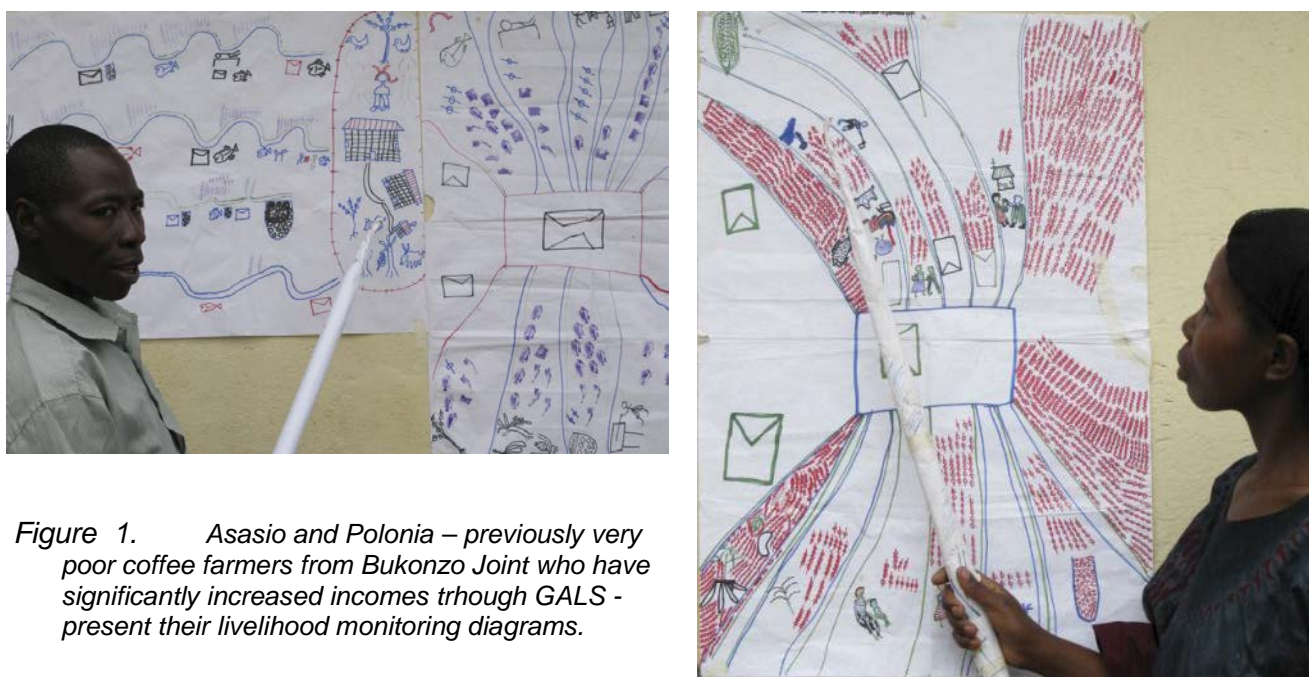 Figure 1. Asasio and Polonia – previously very
poor coffee farmers from Bukonzo Joint who have
significantly increased incomes trhough GALS -
present their livelihood monitoring diagrams.